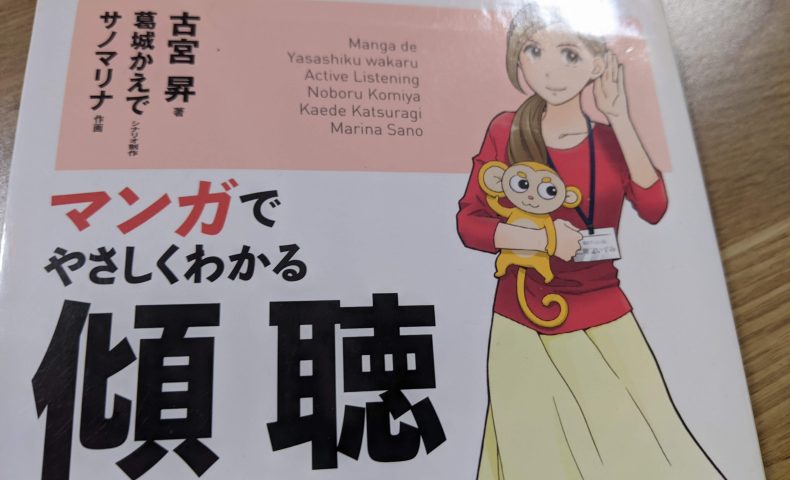 古宮 昇 著
葛城かえで シナリオ制作
サノマリナ 作画
Manga de
Yasashiku wakaru
Active Listening
Noboru Komiya
Kaede Katsuragi
Marina Sano
マンガで
やさしくわかる
傾聴